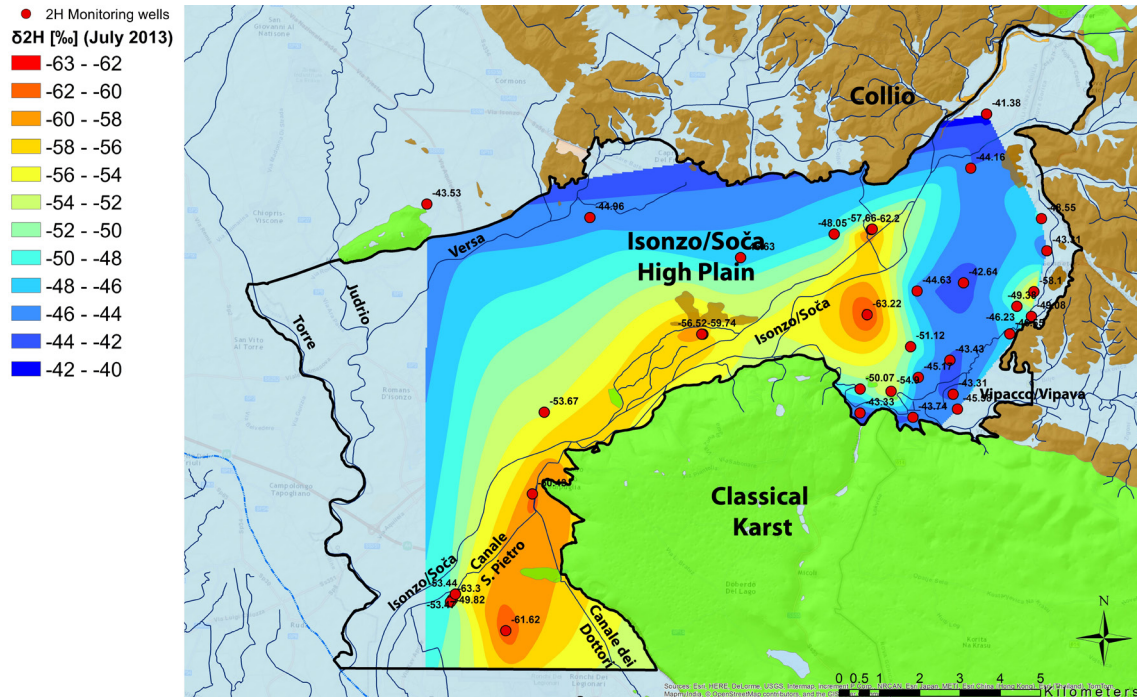 2H Monitoring wells
δ2H [‰] (July 2013)
-63 - -62
-62 - -60
-60 - -58
-58 - -56
-56 - -54
-54 - -52
-52 - -50
-50 - -48
-48 - -46
-46 - -44
-44 - -42
-42 - -40
Collio
-41.38
-44.16
-43.53
-44.96
-48.55
-57.66
-62.2
-48.05
Versa
Isonzo/Soča
High Plain
-42.64
-44.63
-58.1
-49.38
-49.08
Judrio
Torre
Isonzo/Soča
-63.22
-46.23
-56.52
-59.74
-51.12
-43.43
-45.17
-50.07
-54.9
-43.31
Vipacco/Vipava
-53.67
-43.33
-43.74
Classical
Karst
Canale
S. Pietro
Isonzo/Soča
-63.3
-49.82
-61.62
Canale dei
Dottori
N
0 0.5 1 2 3 4 5
Kilometer